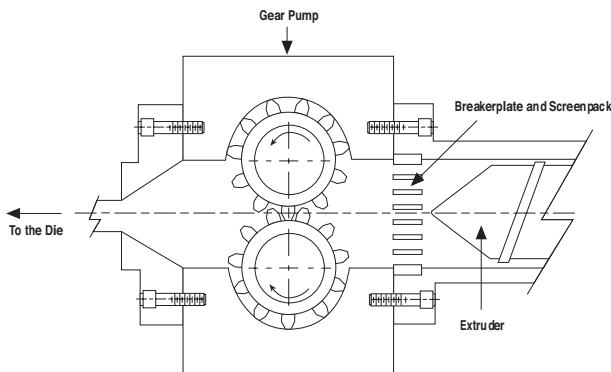 Gear Pump
Breakerplate and Screenpack
To the Die
Extruder